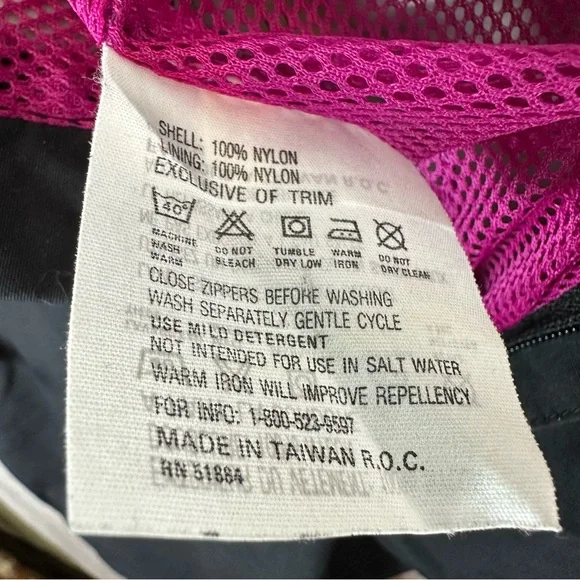 SHELL: 100% NYLON
LINING: 100% NYLON
EXCLUSIVE OF TRIM
40°
MACHINE WASH WARM
DO NOT BLEACH
TUMBLE DRY LOW
WARM IRON
DO NOT DRY CLEAN
CLOSE ZIPPERS BEFORE WASHING
WASH SEPARATELY GENTLE CYCLE
USE MILD DETERGENT
NOT INTENDED FOR USE IN SALT WATER
WARM IRON WILL IMPROVE REPELLENCY
FOR INFO: 1-800-523-9597
MADE IN TAIWAN R.O.C.
RN 51884